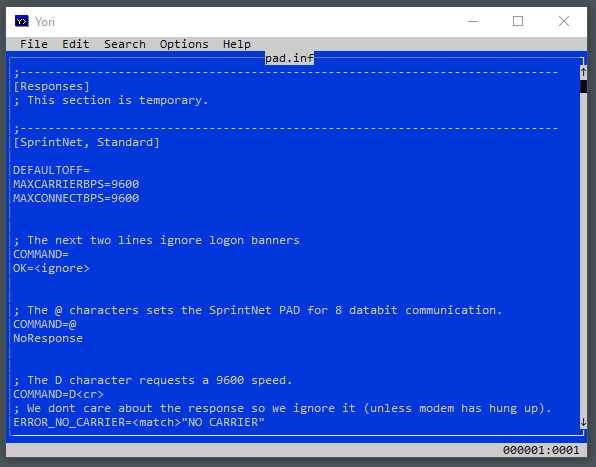 Yori
File Edit Search Options Help
pad.inf
;-----------------------------------------------------------------------------
[Responses]
; This section is temporary.
;-----------------------------------------------------------------------------
[SprintNet, Standard]
DEFAULTOFF=
MAXCARRIERBPS=9600
MAXCONNECTBPS=9600
; The next two lines ignore logon banners
COMMAND=
OK=<ignore>
; The @ characters sets the SprintNet PAD for 8 databit communication.
COMMAND=@
NoResponse
; The D character requests a 9600 speed.
COMMAND=D<cr>
; We dont care about the response so we ignore it (unless modem has hung up).
ERROR_NO_CARRIER=<match>"NO CARRIER"
000001:0001